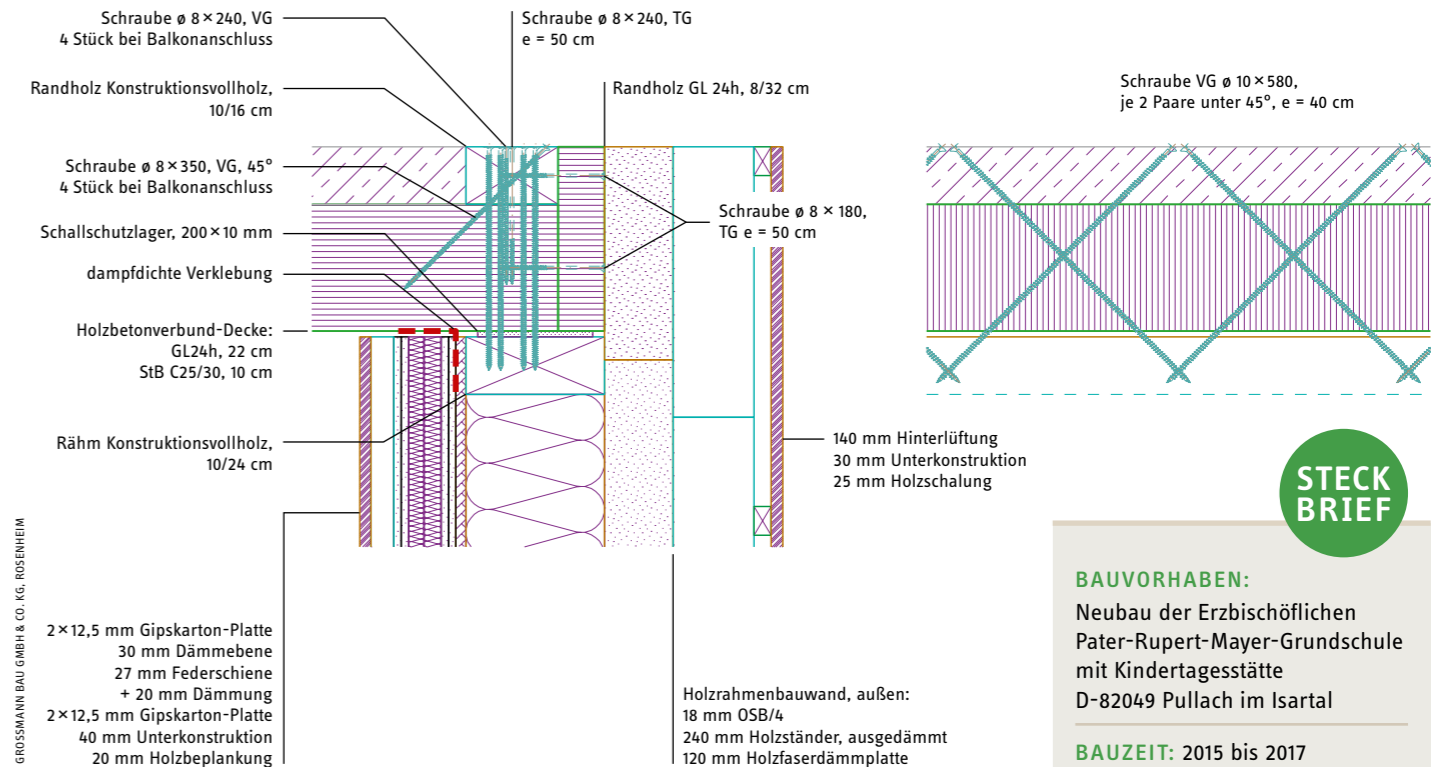 Schraube ø 8 × 240, VG
4 Stück bei Balkonanschluss
Randholz Konstruktionsvollholz,
10/16 cm
Schraube ø 8 × 350, VG, 45°
4 Stück bei Balkonanschluss
Schallschutzlager, 200 × 10 mm
dampfdichte Verklebung
Holzbetonverbund-Decke:
GL24h, 22 cm
StB C25/30, 10 cm
Rähm Konstruktionsvollholz,
10/24 cm
2 × 12,5 mm Gipskarton-Platte
30 mm Dämmebene
27 mm Federschiene
+ 20 mm Dämmung
2 × 12,5 mm Gipskarton-Platte
40 mm Unterkonstruktion
20 mm Holzbeplankung
Schraube ø 8 × 240, TG
e = 50 cm
Randholz GL 24h, 8/32 cm
Schraube ø 8 × 180,
TG e = 50 cm
140 mm Hinterlüftung
30 mm Unterkonstruktion
25 mm Holzschalung
Holzrahmenbauwand, außen:
18 mm OSB/4
240 mm Holzständer, ausgedämmt
120 mm Holzfaserdämmplatte
Schraube VG ø 10 × 580,
je 2 Paare unter 45°, e = 40 cm
STECK
BRIEF
BAUVORHABEN:
Neubau der Erzbischöflichen
Pater-Rupert-Mayer-Grundschule
mit Kindertagesstätte
D-82049 Pullach im Isartal
BAUZEIT: 2015 bis 2017
GROSSMANN BAU GMBH & CO. KG, ROSENHEIM